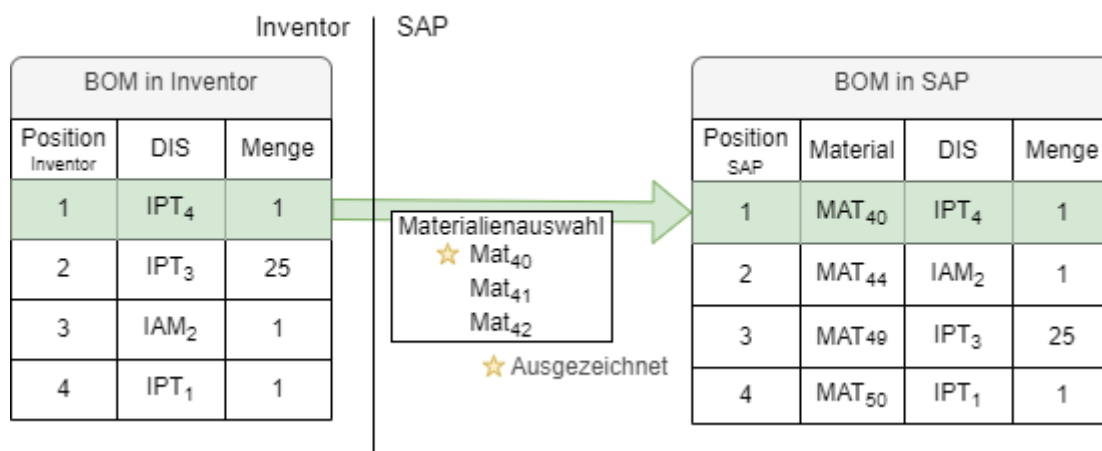 Inventor SAP
BOM in Inventor
Position Inventor DIS Menge
1 IPT4 1
2 IPT3 25
3 IAM2 1
4 IPT1 1
Materialienauswahl
Mat40
Mat41
Mat42
Ausgezeichnet
BOM in SAP
Position SAP Material DIS Menge
1 MAT40 IPT4 1
2 MAT44 IAM2 1
3 MAT49 IPT3 25
4 MAT50 IPT1 1